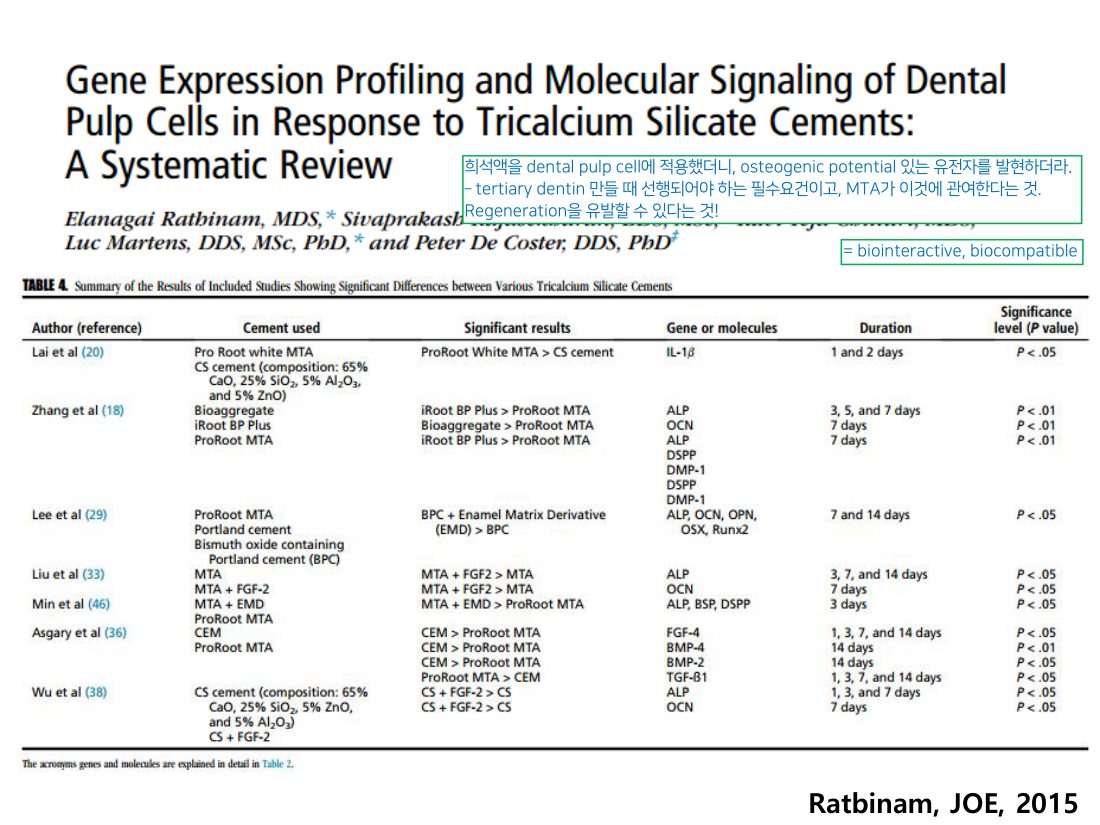 Gene Expression Profiling and Molecular Signaling of Dental
Pulp Cells in Response to Tricalcium Silicate Cements:
A Systematic Review
희석액을 dental pulp cell에 적용했더니, osteogenic potential 있는 유전자를 발현하더라.
– tertiary dentin 만들 때 선행되어야 하는 필수요건이고, MTA가 이것에 관여한다는 것.
Regeneration을 유발할 수 있다는 것!
Elanagai Rathinam, MDS,* Sivaprakash
Luc Martens, DDS, MSc, PhD,* and Peter De Coster, DDS, PhD‡
= biointeractive, biocompatible
TABLE 4. Summary of the Results of Included Studies Showing Significant Differences between Various Tricalcium Silicate Cements
Author (reference) Cement used Significant results Gene or molecules Duration Significance level (P value)
Lai et al (20) Pro Root white MTA ProRoot White MTA > CS cement IL-1β 1 and 2 days P < .05
CS cement (composition: 65%
CaO, 25% SiO2, 5% Al2O3,
and 5% ZnO)
Zhang et al (18) Bioaggregate iRoot BP Plus > ProRoot MTA ALP 3, 5, and 7 days P < .01
iRoot BP Plus Bioaggregate > ProRoot MTA OCN 7 days P < .01
ProRoot MTA iRoot BP Plus > ProRoot MTA ALP 7 days P < .01
DSPP
DMP-1
DSPP
DMP-1
Lee et al (29) ProRoot MTA BPC + Enamel Matrix Derivative ALP, OCN, OPN, 7 and 14 days P < .05
Portland cement (EMD) > BPC OSX, Runx2
Bismuth oxide containing
Portland cement (BPC)
Liu et al (33) MTA MTA + FGF2 > MTA ALP 3, 7, and 14 days P < .05
MTA + FGF-2 MTA + FGF2 > MTA OCN 7 days P < .05
Min et al (46) MTA + EMD MTA + EMD > ProRoot MTA ALP, BSP, DSPP 3 days P < .05
ProRoot MTA
Asgary et al (36) CEM CEM > ProRoot MTA FGF-4 1, 3, 7, and 14 days P < .05
ProRoot MTA CEM > ProRoot MTA BMP-4 14 days P < .01
CEM > ProRoot MTA BMP-2 14 days P < .05
ProRoot MTA > CEM TGF-ß1 1, 3, 7, and 14 days P < .05
Wu et al (38) CS cement (composition: 65% CS + FGF-2 > CS ALP 1, 3, and 7 days P < .05
CaO, 25% SiO2, 5% ZnO, CS + FGF-2 > CS OCN 7 days P < .05
and 5% Al2O3)
CS + FGF-2
The acronyms genes and molecules are explained in detail in Table 2.
Ratbinam, JOE, 2015